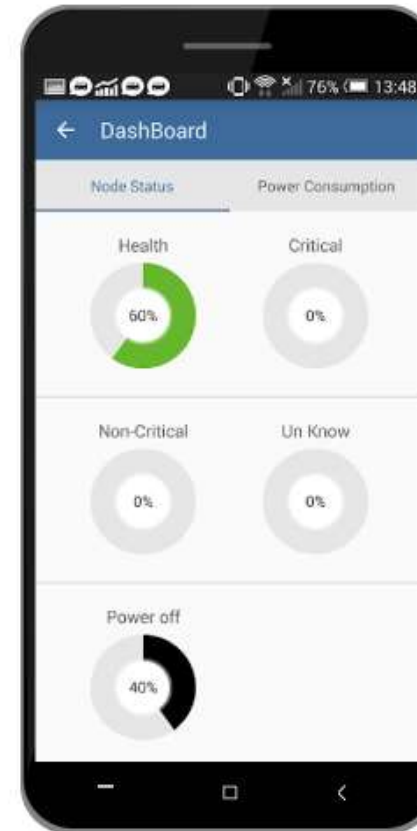 76% 13:48
DashBoard
Node Status Power Consumption
Health Critical
60% 0%
Non-Critical Un Know
0% 0%
Power off
40%